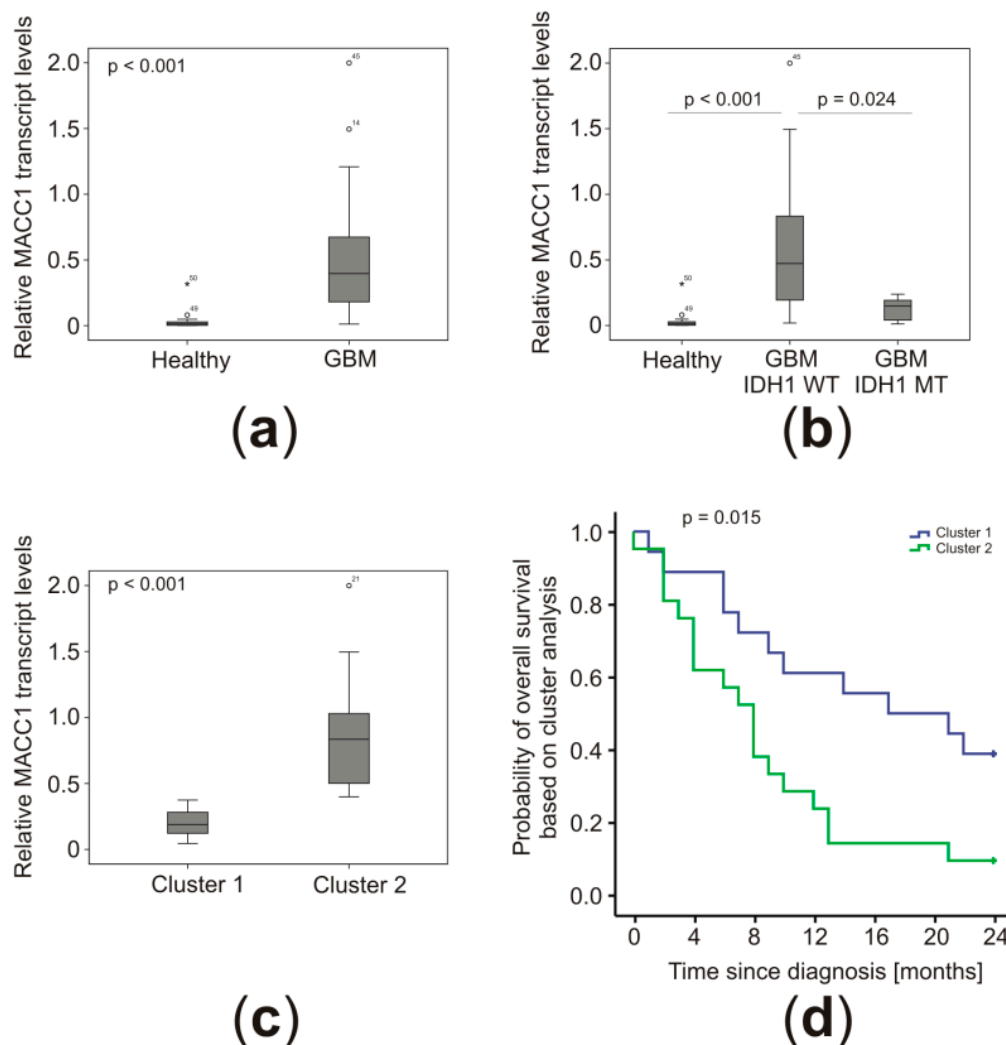 p < 0.001
Relative MACC1 transcript levels
2.0
1.5
1.0
0.5
0
45
14
50
49
Healthy
GBM
(a)
p < 0.001
p = 0.024
Relative MACC1 transcript levels
2.0
1.5
1.0
0.5
0
45
50
49
Healthy
GBM
IDH1 WT
GBM
IDH1 MT
(b)
p < 0.001
Relative MACC1 transcript levels
2.0
1.5
1.0
0.5
0
21
Cluster 1
Cluster 2
(c)
p = 0.015
Cluster 1
Cluster 2
Probability of overall survival
based on cluster analysis
1.0
0.8
0.6
0.4
0.2
0.0
0 4 8 12 16 20 24
Time since diagnosis [months]
(d)